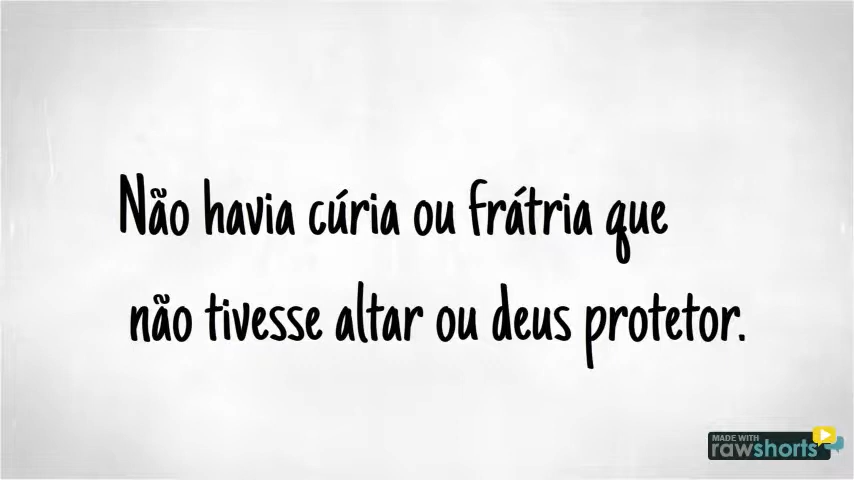 Não havia cúria ou frátria que
não tivesse altar ou deus protetor.
MADE WITH
rawshorts